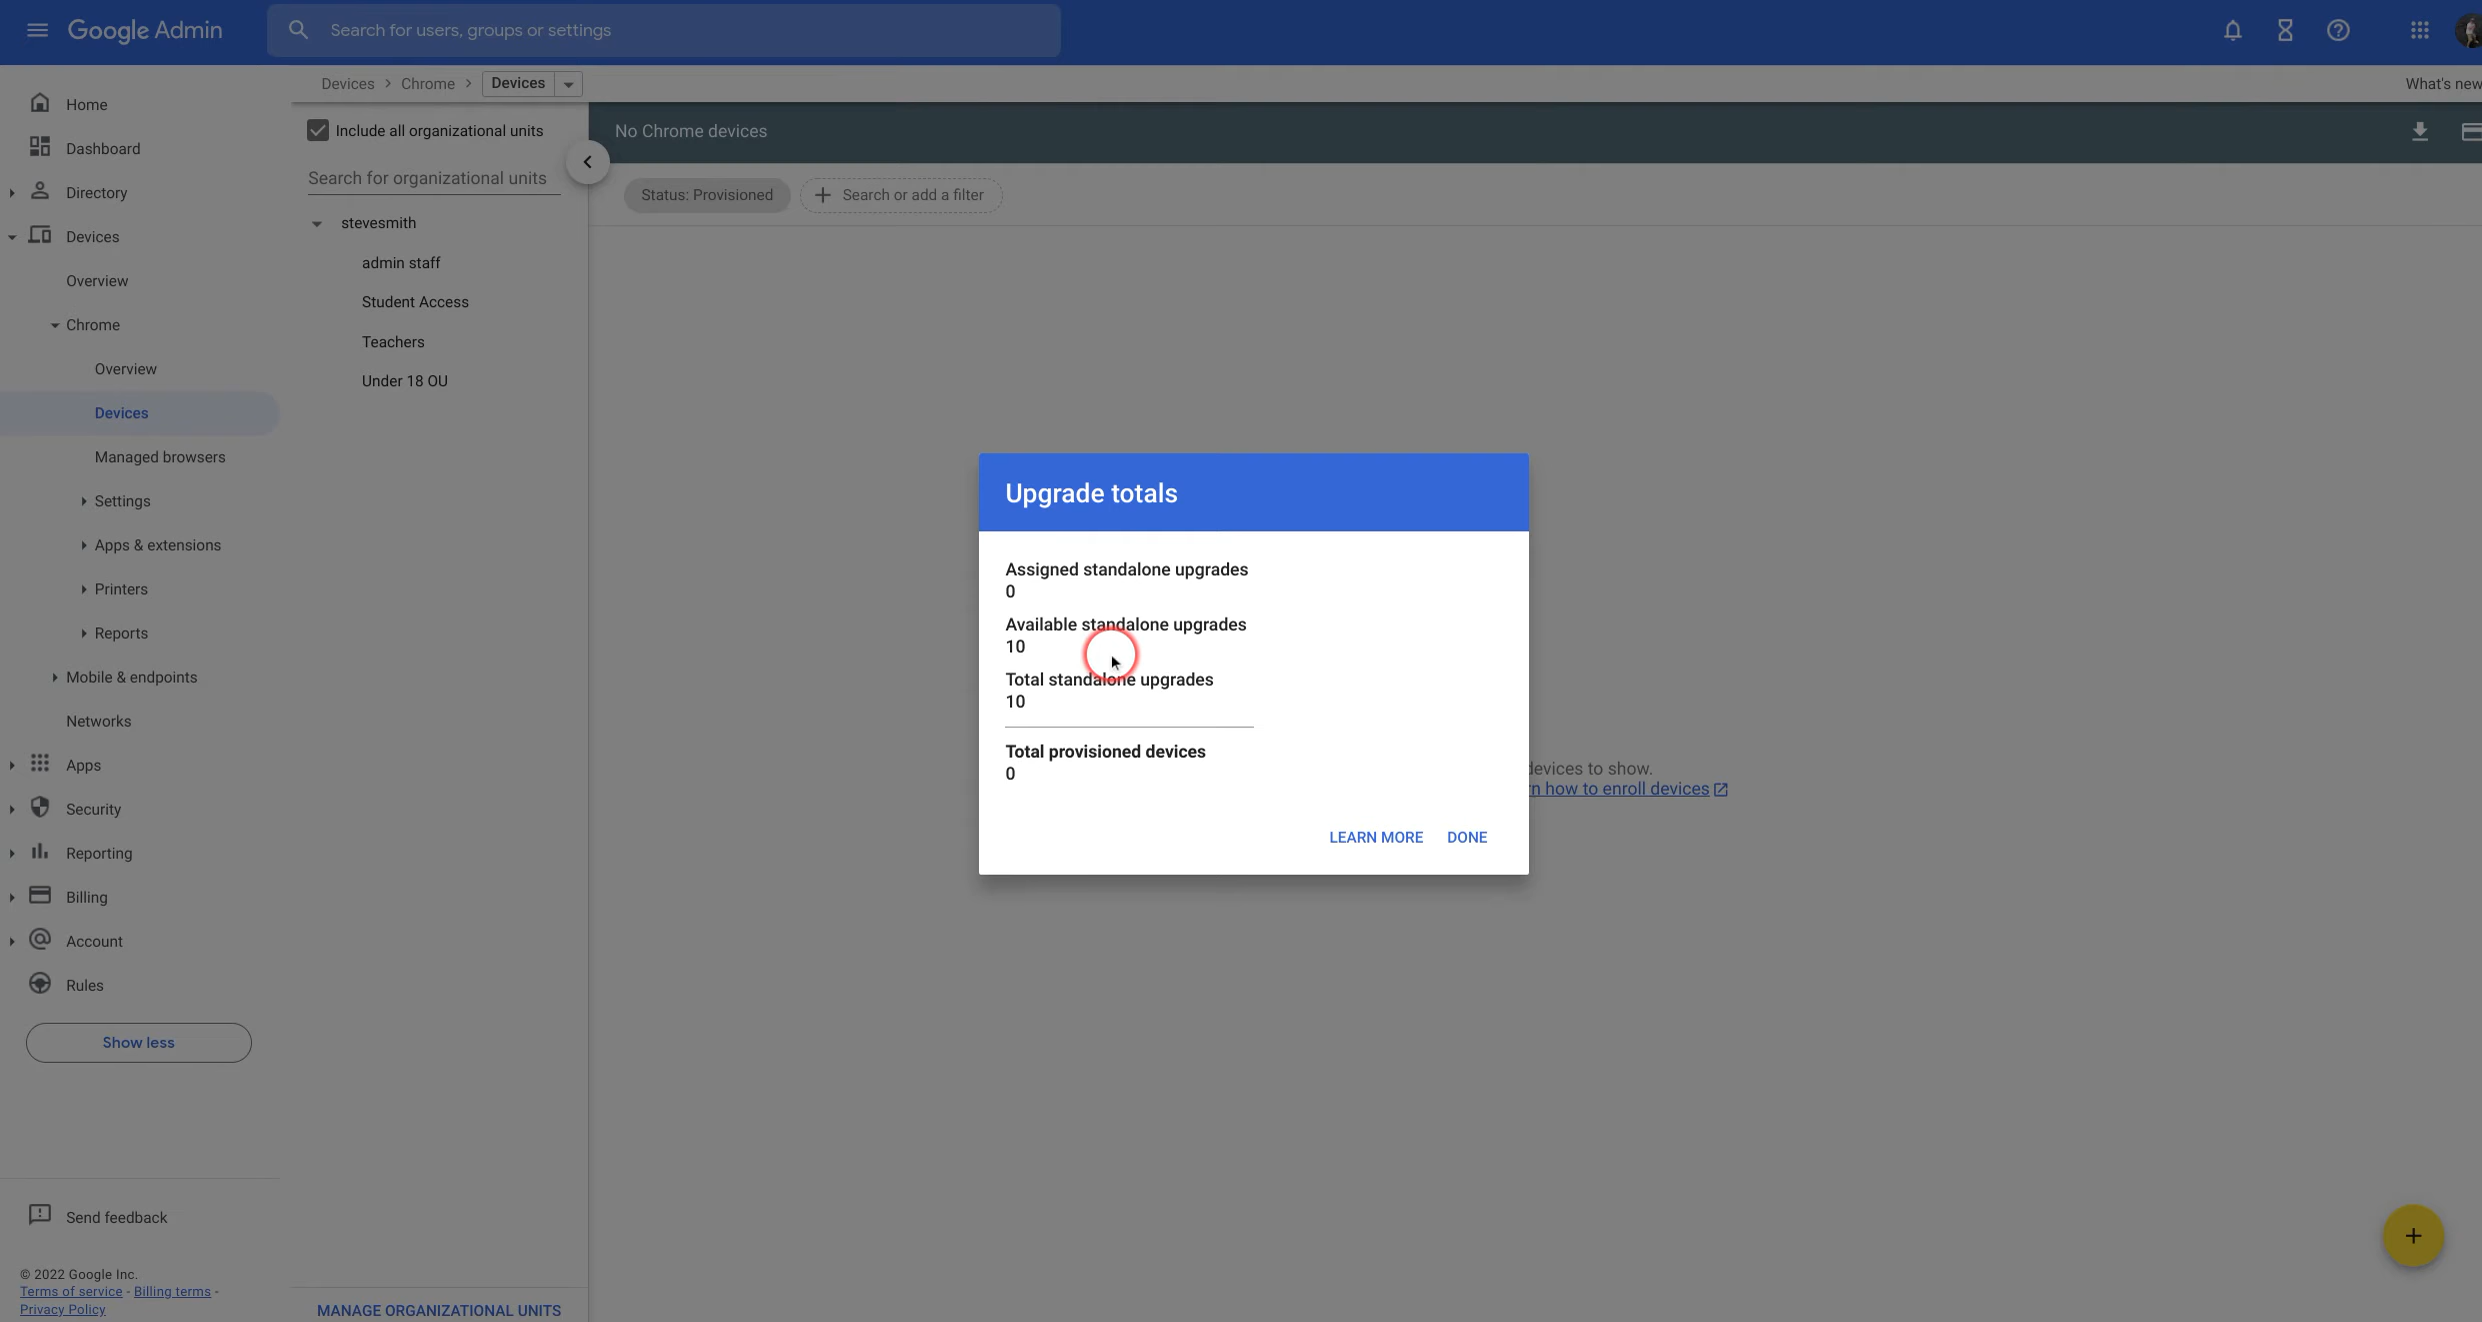 Google Admin
Search for users, groups or settings
Devices > Chrome > Devices
What's new
Home
Dashboard
Directory
Devices
Overview
Chrome
Overview
Devices
Managed browsers
Settings
Apps & extensions
Printers
Reports
Mobile & endpoints
Networks
Apps
Security
Reporting
Billing
Account
Rules
Show less
Send feedback
© 2022 Google Inc.
Terms of service - Billing terms -
Privacy Policy
Include all organizational units
Search for organizational units
stevesmith
admin staff
Student Access
Teachers
Under 18 OU
MANAGE ORGANIZATIONAL UNITS
No Chrome devices
Status: Provisioned
Search or add a filter
Upgrade totals
Assigned standalone upgrades
0
Available standalone upgrades
10
Total standalone upgrades
10
Total provisioned devices
0
LEARN MORE DONE
devices to show.
how to enroll devices